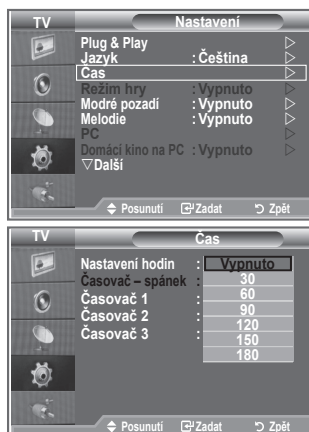 TV Nastavení
Plug & Play
Jazyk : Čeština
Čas
Režim hry : Vypnuto
Modré pozadí : Vypnuto
Melodie : Vypnuto
PC
Domácí kino na PC : Vypnuto
Další
Posunutí Zadat Zpět
TV Čas
Nastavení hodin : Vypnuto
Časovač – spánek : 30
Časovač 1 : 60
90
Časovač 2 : 120
Časovač 3 : 150
180
Posunutí Zadat Zpět